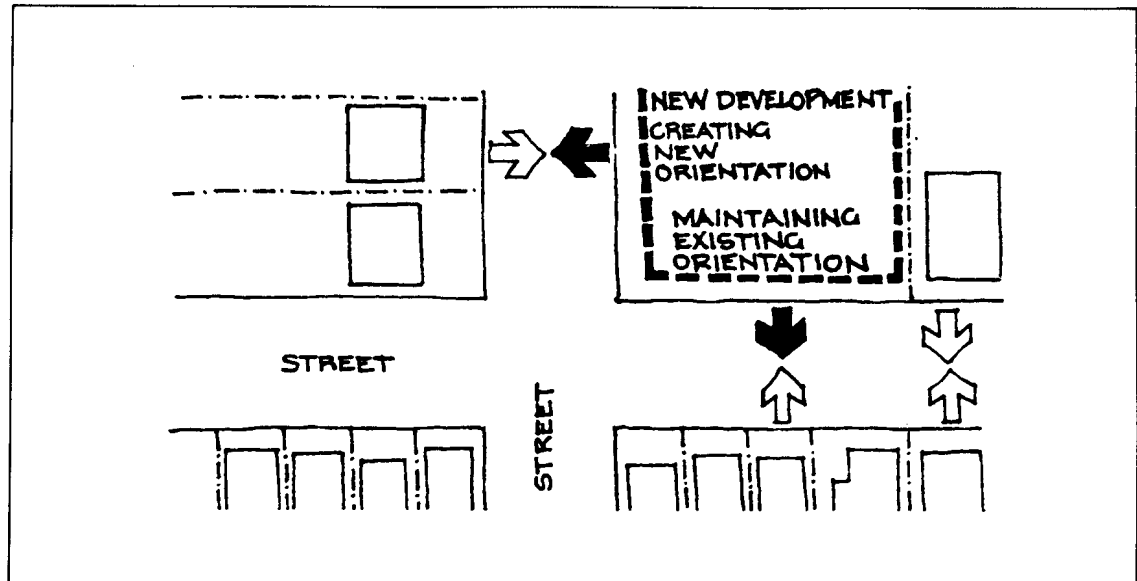 NEW DEVELOPMENT
CREATING
NEW
ORIENTATION
MAINTAINING
EXISTING
ORIENTATION
STREET
STREET